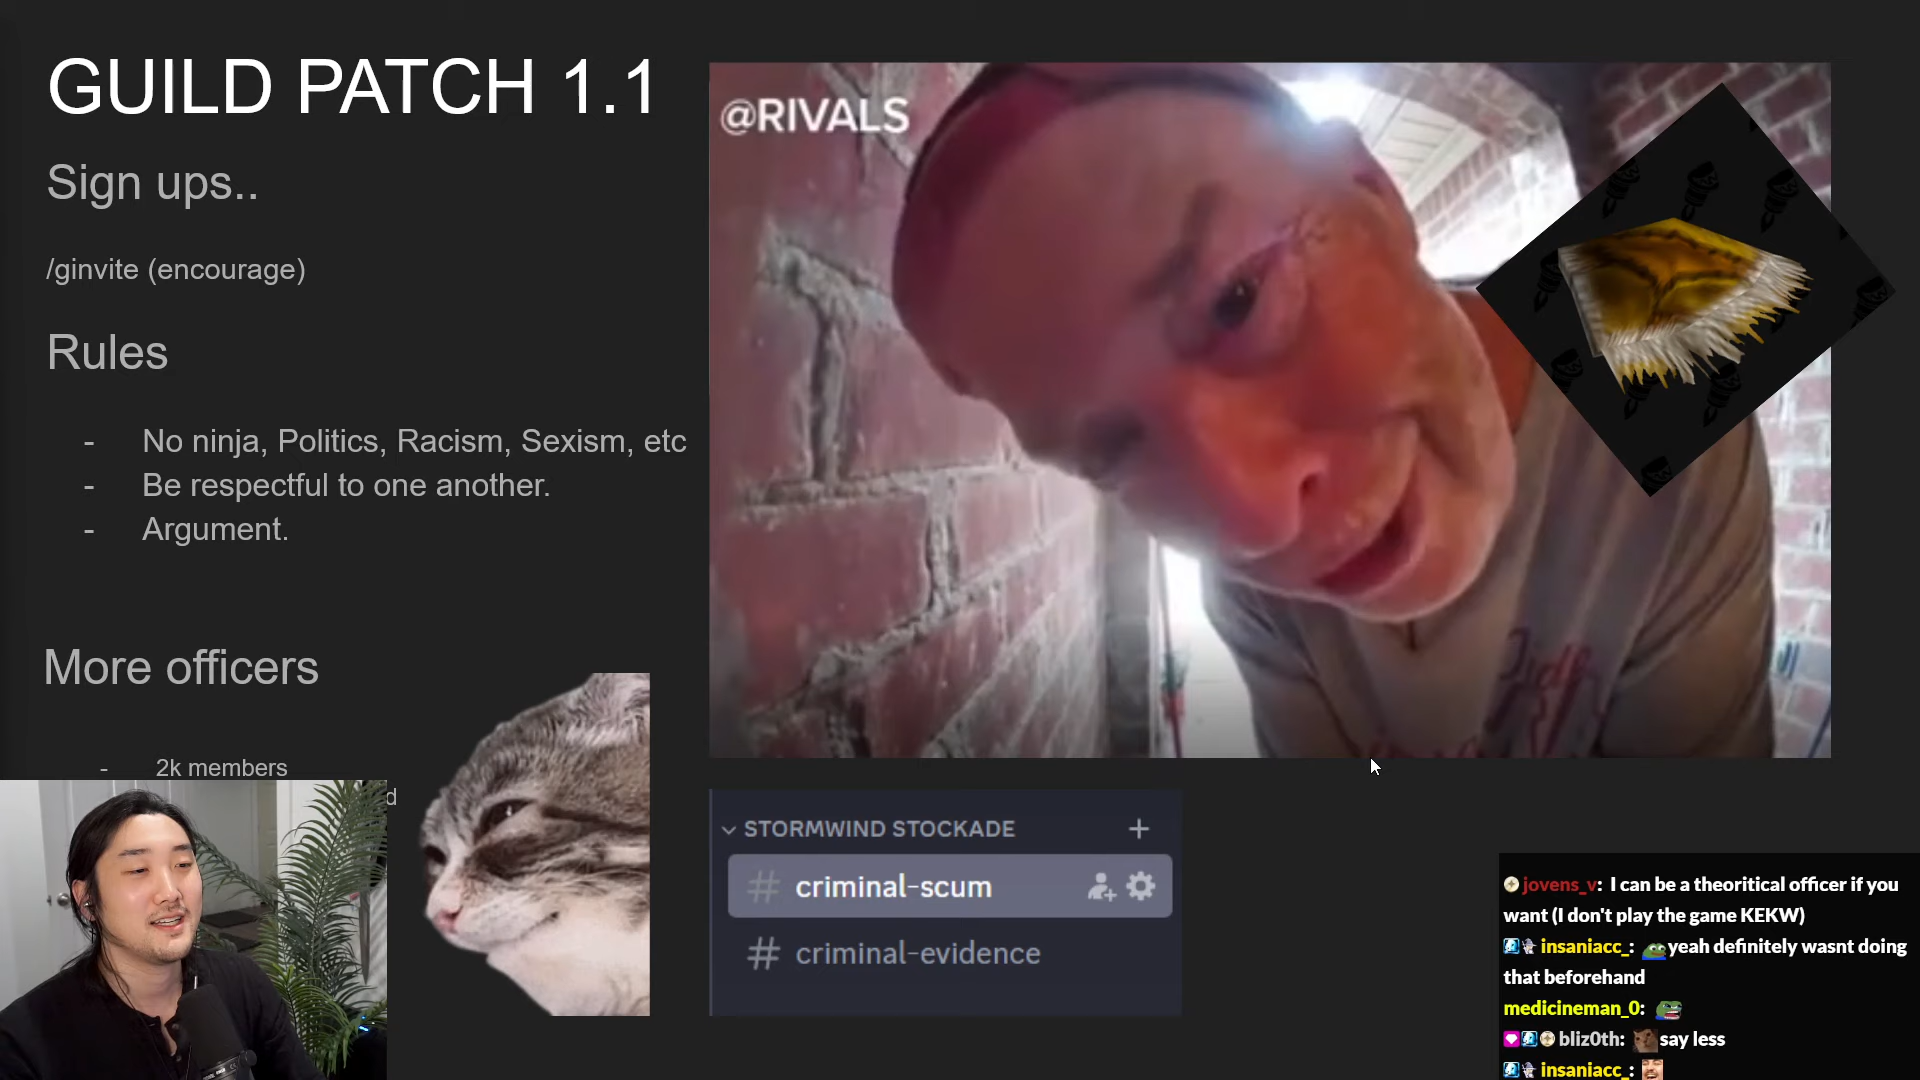 GUILD PATCH 1.1
Sign ups..
/ginvite (encourage)
Rules
- No ninja, Politics, Racism, Sexism, etc
- Be respectful to one another.
- Argument.
More officers
- 2k members
d
@RIVALS
STORMWIND STOCKADE +
# criminal-scum
# criminal-evidence
jovens_v: I can be a theoritical officer if you
want (I don't play the game KEKW)
insaniacc_: yeah definitely wasnt doing
that beforehand
medicineman_0:
bliz0th: say less
insaniacc_: